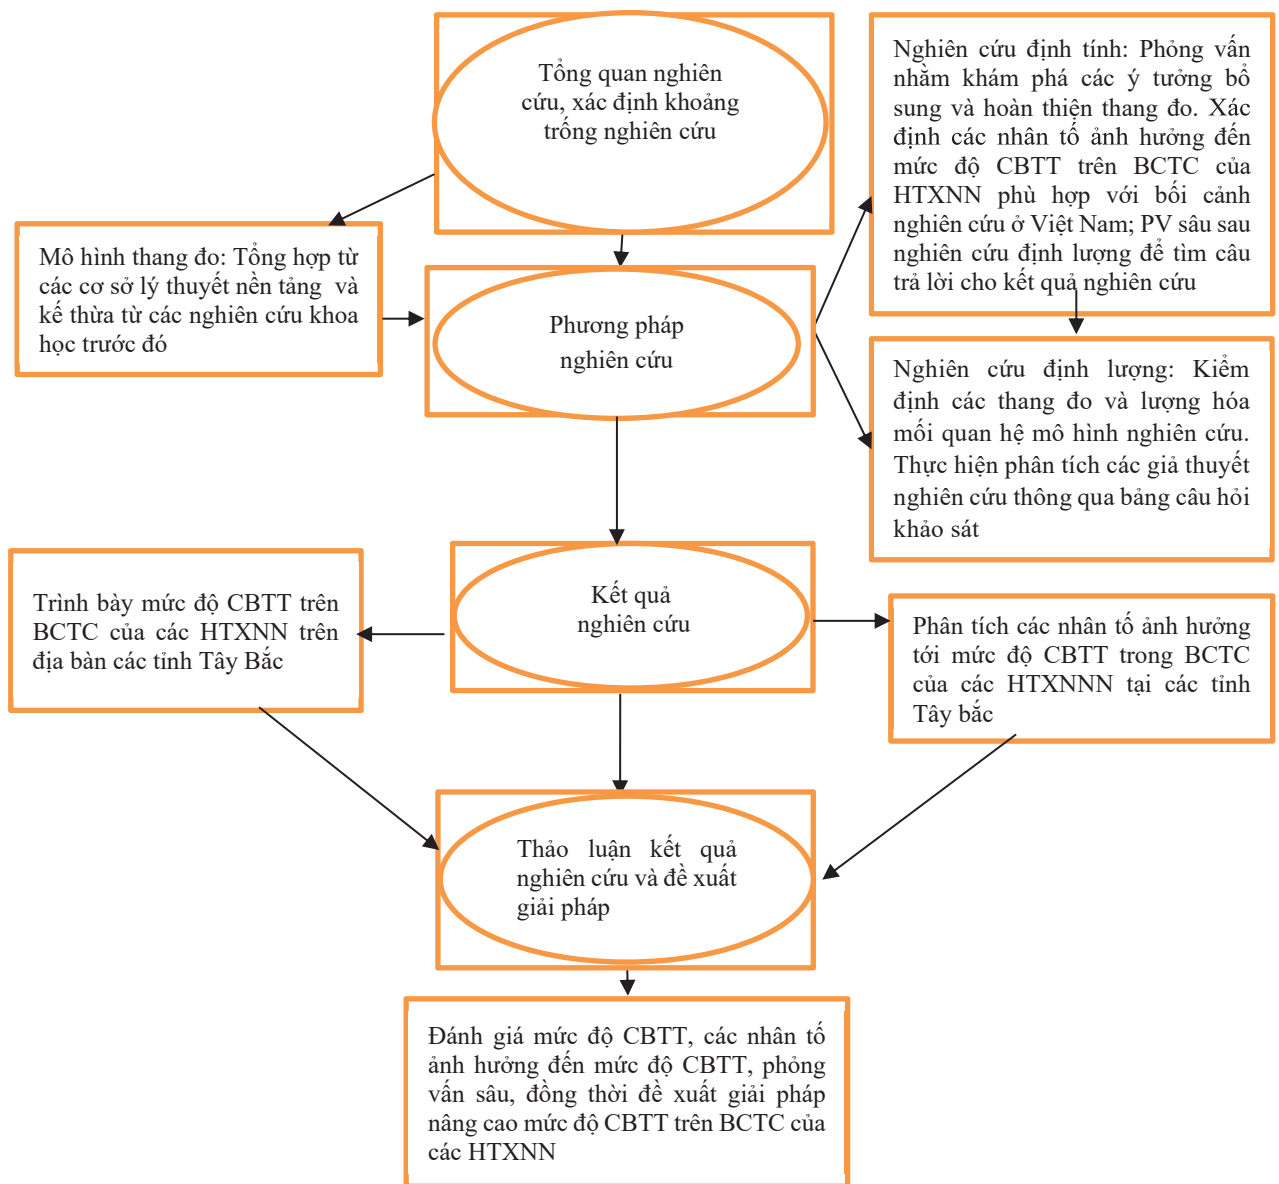 Tổng quan nghiên
cứu, xác định khoảng
trống nghiên cứu
Nghiên cứu định tính: Phỏng vấn
nhằm khám phá các ý tưởng bổ
sung và hoàn thiện thang đo. Xác
định các nhân tố ảnh hưởng đến
mức độ CBTT trên BCTC của
HTXNN phù hợp với bối cảnh
nghiên cứu ở Việt Nam; PV sâu sau
nghiên cứu định lượng để tìm câu
trả lời cho kết quả nghiên cứu
Mô hình thang đo: Tổng hợp từ
các cơ sở lý thuyết nền tảng và
kế thừa từ các nghiên cứu khoa
học trước đó
Phương pháp
nghiên cứu
Nghiên cứu định lượng: Kiểm
định các thang đo và lượng hóa
mối quan hệ mô hình nghiên cứu.
Thực hiện phân tích các giả thuyết
nghiên cứu thông qua bảng câu hỏi
khảo sát
Kết quả
nghiên cứu
Trình bày mức độ CBTT trên
BCTC của các HTXNN trên
địa bàn các tỉnh Tây Bắc
Phân tích các nhân tố ảnh hưởng
tới mức độ CBTT trong BCTC
của các HTXNNN tại các tỉnh
Tây bắc
Thảo luận kết quả
nghiên cứu và đề xuất
giải pháp
Đánh giá mức độ CBTT, các nhân tố
ảnh hưởng đến mức độ CBTT, phỏng
vấn sâu, đồng thời đề xuất giải pháp
nâng cao mức độ CBTT trên BCTC của
các HTXNN